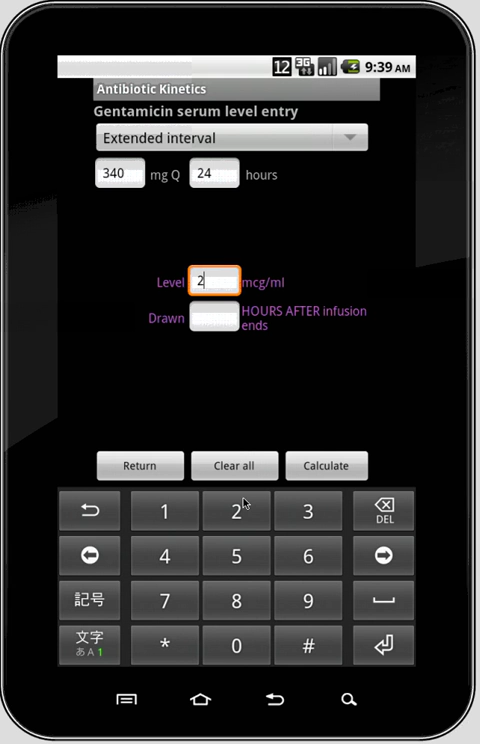 12 3G 9:39 AM
Antibiotic Kinetics
Gentamicin serum level entry
Extended interval
340 mg Q 24 hours
Level 2 mcg/ml
Drawn HOURS AFTER infusion
ends
Return Clear all Calculate
1 2 3 DEL
4 5 6
記号 7 8 9
文字 * 0 #
あ A 1